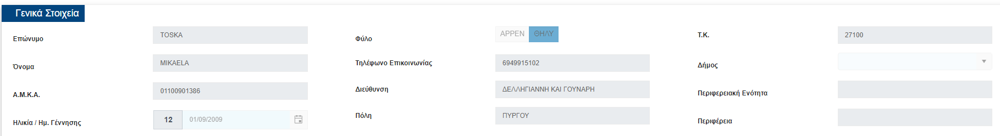 Γενικά Στοιχεία
Επώνυμο
TOSKA
Φύλο
ΑΡΡΕΝ
ΘΗΛΥ
Τ.Κ.
27100
Όνομα
MIKAELA
Τηλέφωνο Επικοινωνίας
6949915102
Δήμος
Α.Μ.Κ.Α.
01100901386
Διεύθυνση
ΔΕΛΛΗΓΙΑΝΝΗ ΚΑΙ ΓΟΥΝΑΡΗ
Περιφερειακή Ενότητα
Ηλικία / Ημ. Γέννησης
12
01/09/2009
Πόλη
ΠΥΡΓΟΥ
Περιφέρεια